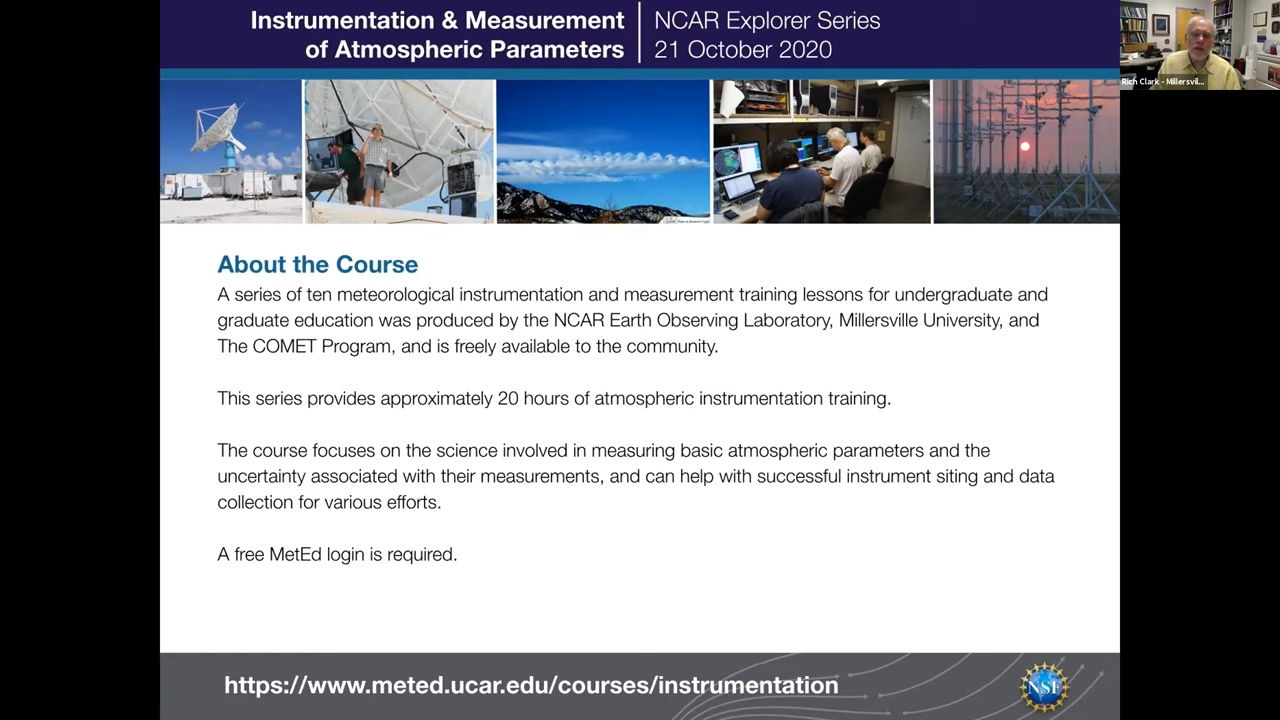 Instrumentation & Measurement
of Atmospheric Parameters
NCAR Explorer Series
21 October 2020
Rich Clark - Millersvil...
About the Course
A series of ten meteorological instrumentation and measurement training lessons for undergraduate and
graduate education was produced by the NCAR Earth Observing Laboratory, Millersville University, and
The COMET Program, and is freely available to the community.
This series provides approximately 20 hours of atmospheric instrumentation training.
The course focuses on the science involved in measuring basic atmospheric parameters and the
uncertainty associated with their measurements, and can help with successful instrument siting and data
collection for various efforts.
A free MetEd login is required.
https://www.meted.ucar.edu/courses/instrumentation
NSF